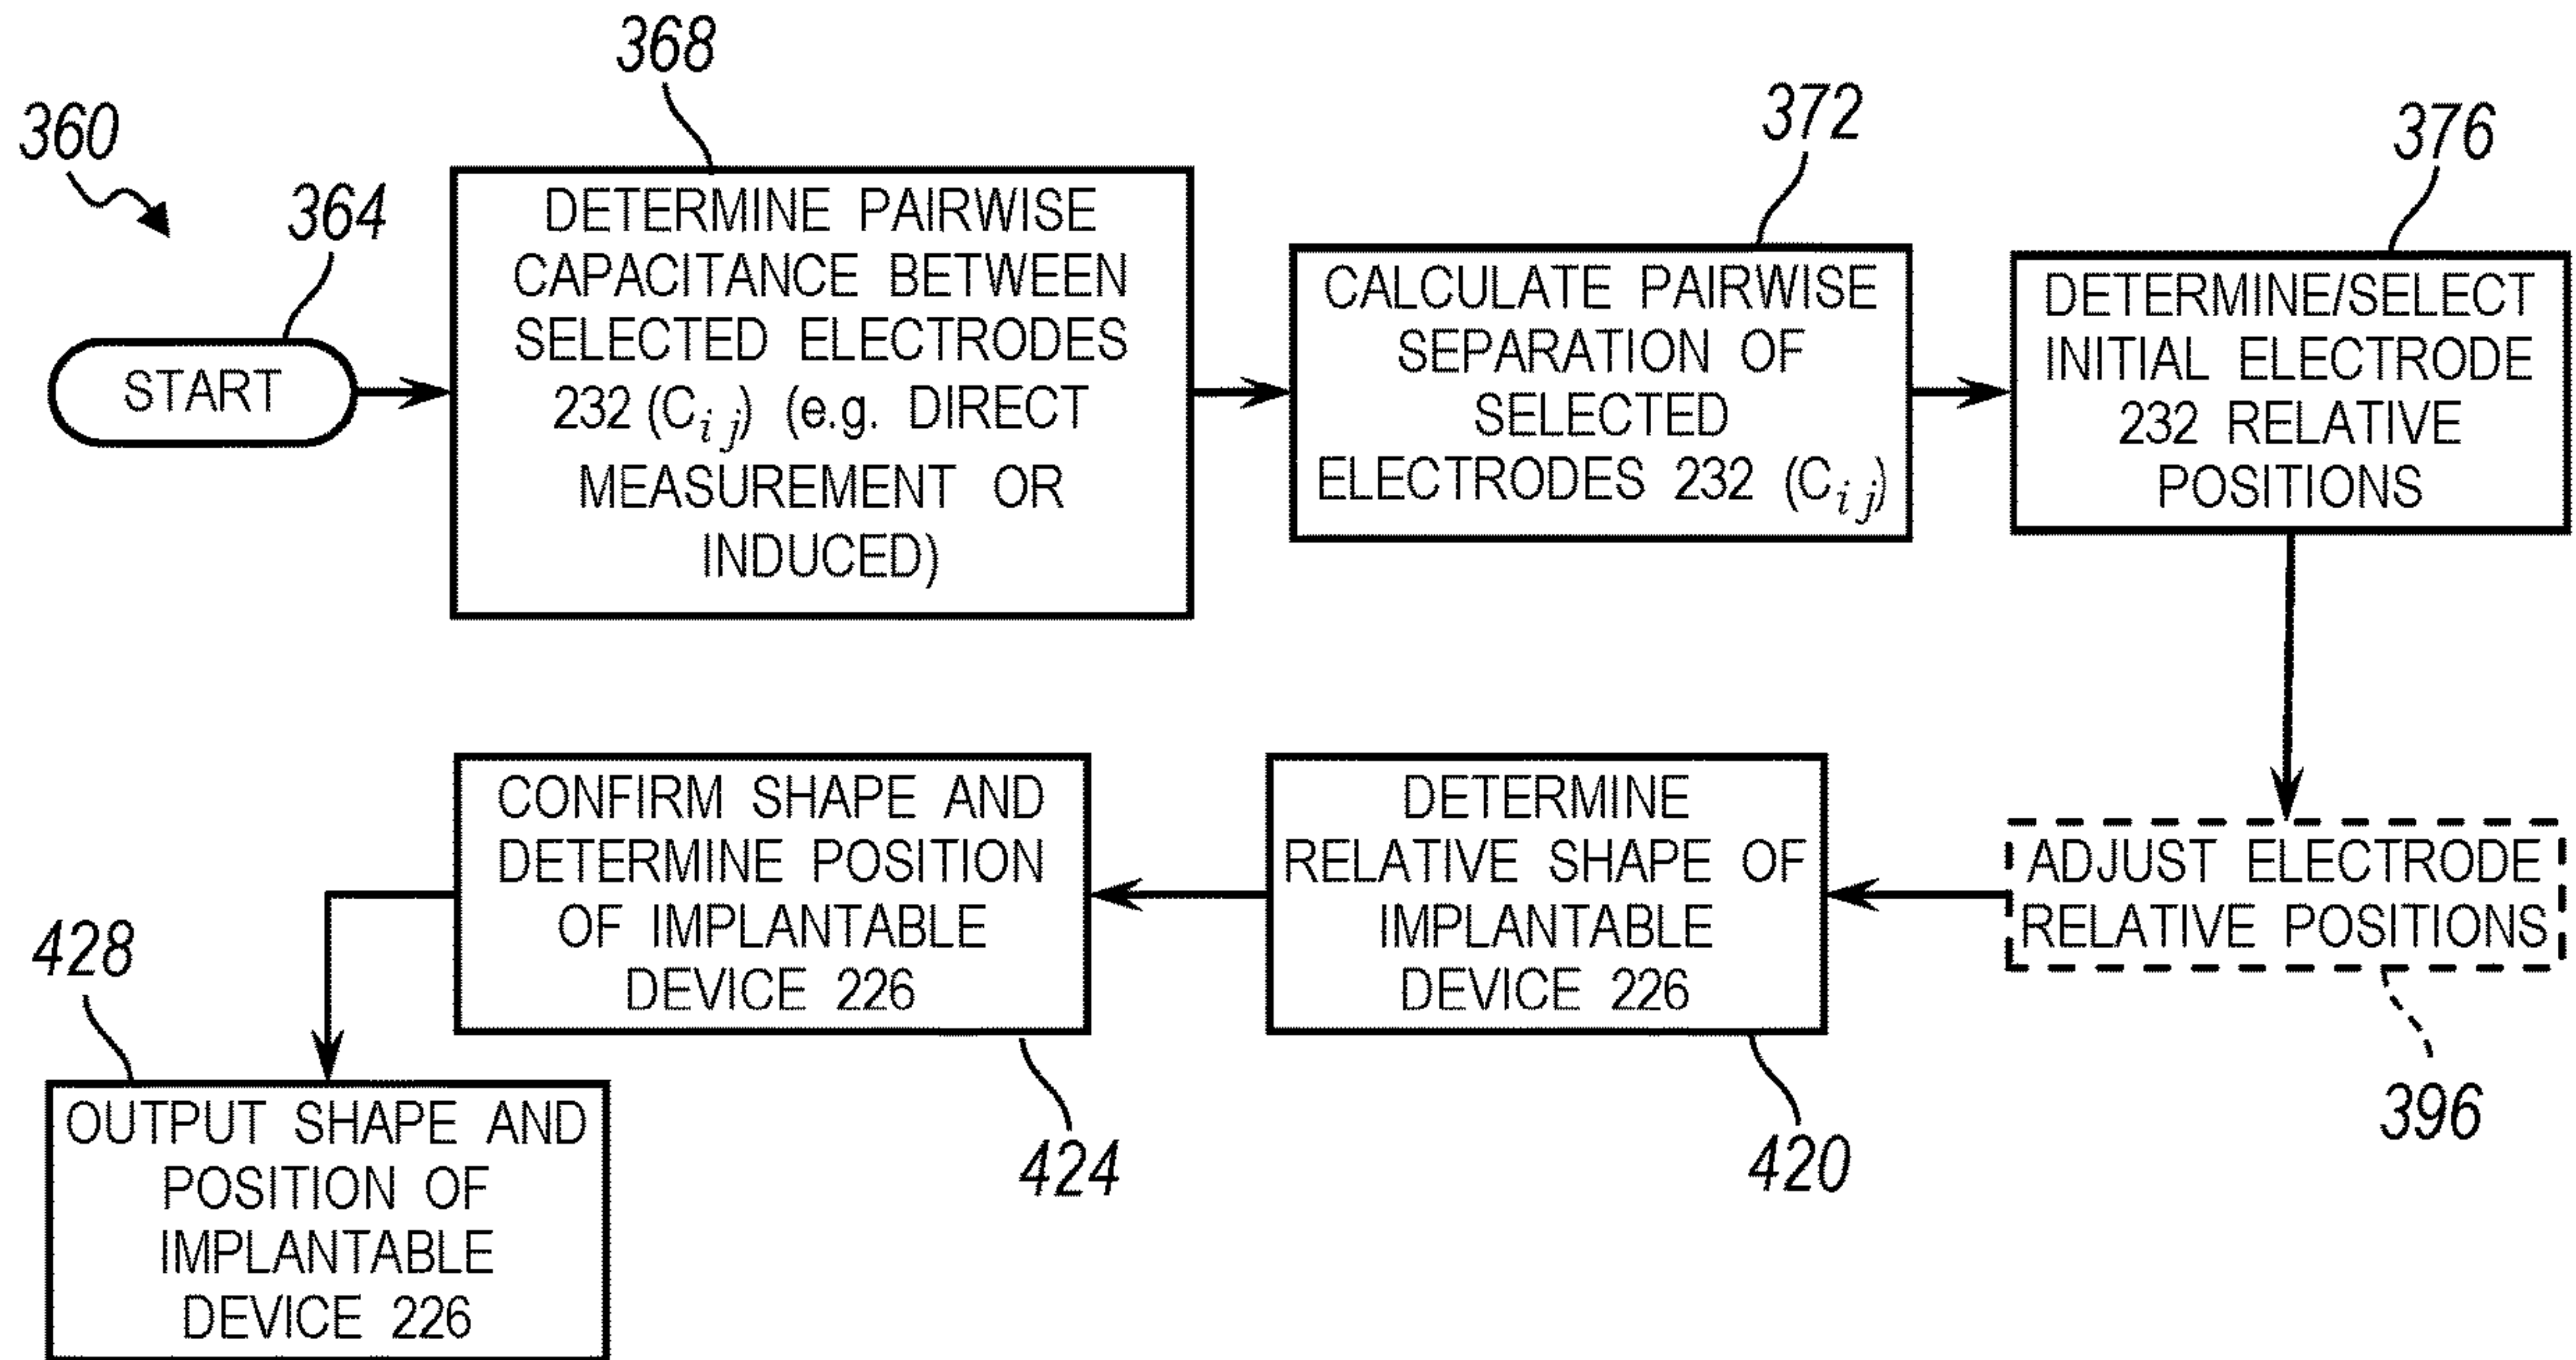 360
364
START
368
DETERMINE PAIRWISE
CAPACITANCE BETWEEN
SELECTED ELECTRODES
232 (C_{i j}) (e.g. DIRECT
MEASUREMENT OR
INDUCED)
372
CALCULATE PAIRWISE
SEPARATION OF
SELECTED
ELECTRODES 232 (C_{i j})
376
DETERMINE/SELECT
INITIAL ELECTRODE
232 RELATIVE
POSITIONS
ADJUST ELECTRODE
RELATIVE POSITIONS
396
DETERMINE
RELATIVE SHAPE OF
IMPLANTABLE
DEVICE 226
420
CONFIRM SHAPE AND
DETERMINE POSITION
OF IMPLANTABLE
DEVICE 226
424
428
OUTPUT SHAPE AND
POSITION OF
IMPLANTABLE
DEVICE 226